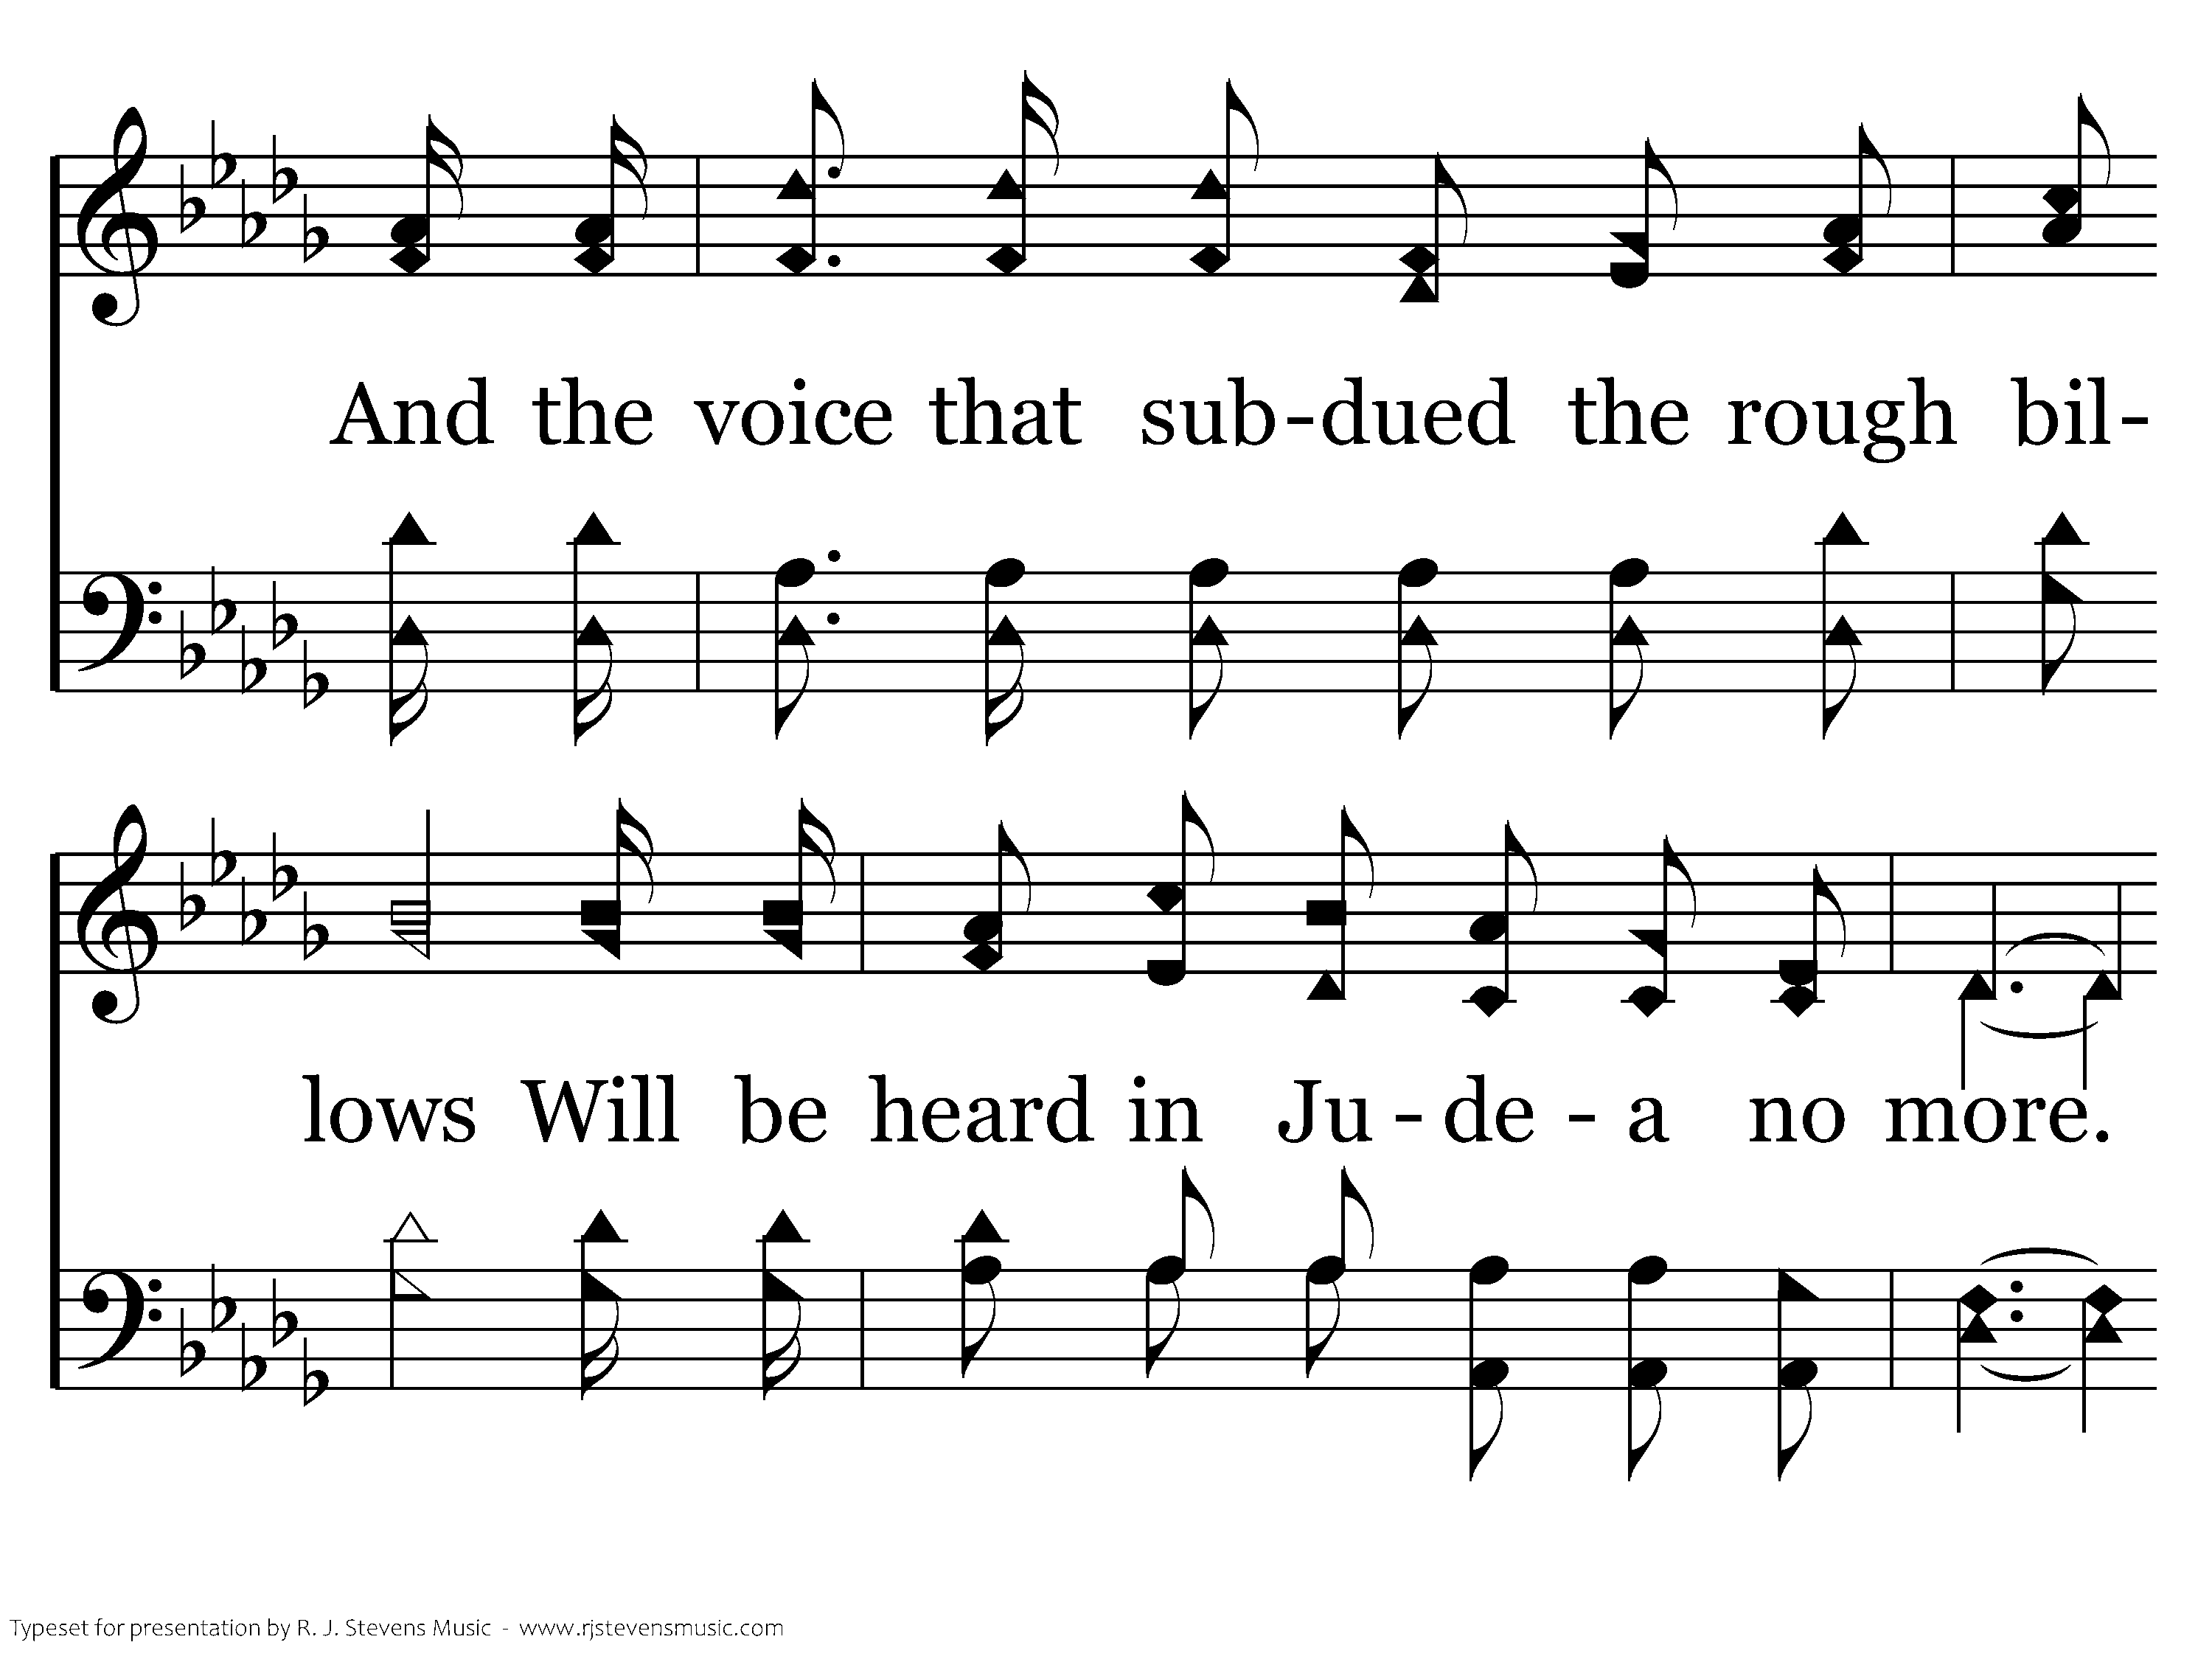 And the voice that sub-dued the rough bil-
lows Will be heard in Ju - de - a no more.
Typeset for presentation by R. J. Stevens Music - www.rjstevensmusic.com